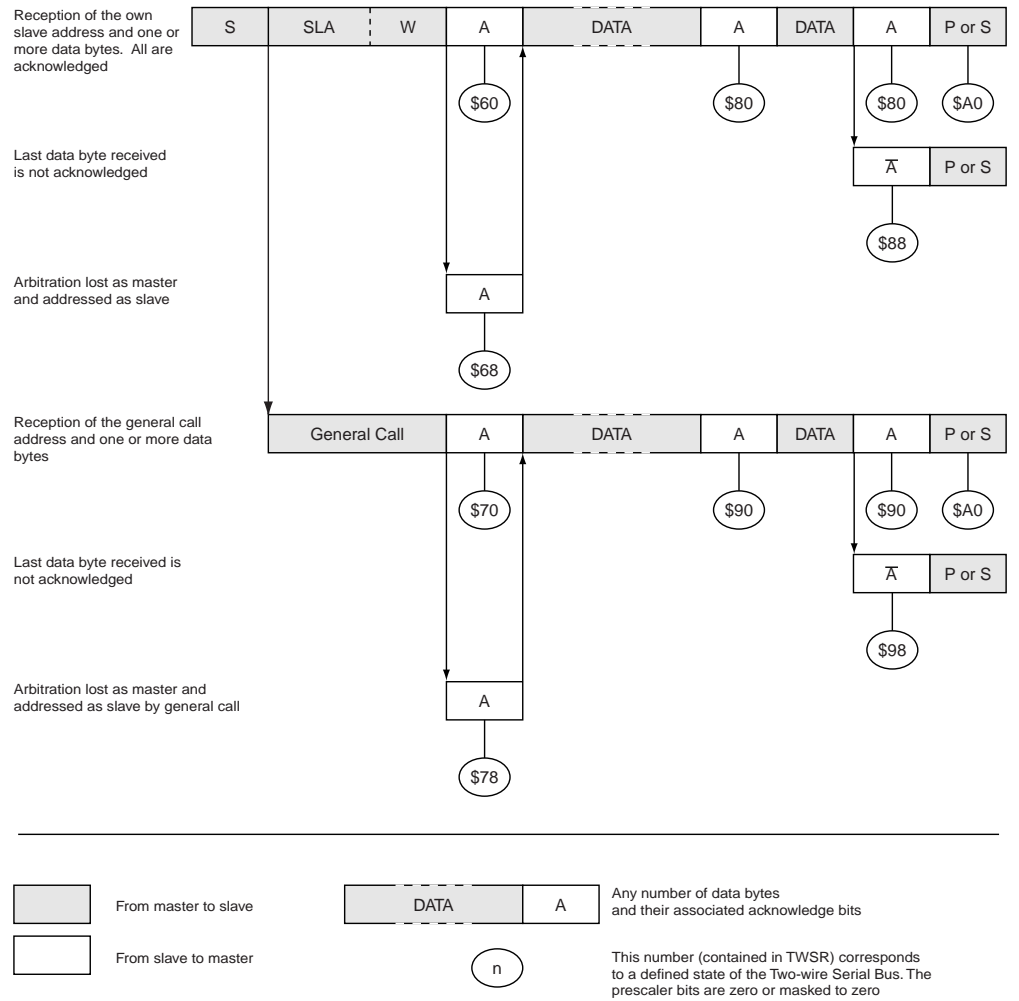 Reception of the own
slave address and one or
more data bytes. All are
acknowledged
S SLA W A DATA A DATA A P or S
$60 $80 $80 $A0
Last data byte received
is not acknowledged
A̅ P or S
$88
Arbitration lost as master
and addressed as slave
A
$68
Reception of the general call
address and one or more data
bytes
General Call A DATA A DATA A P or S
$70 $90 $90 $A0
Last data byte received is
not acknowledged
A̅ P or S
$98
Arbitration lost as master and
addressed as slave by general call
A
$78
From master to slave
DATA A
Any number of data bytes
and their associated acknowledge bits
From slave to master
n
This number (contained in TWSR) corresponds
to a defined state of the Two-wire Serial Bus. The
prescaler bits are zero or masked to zero